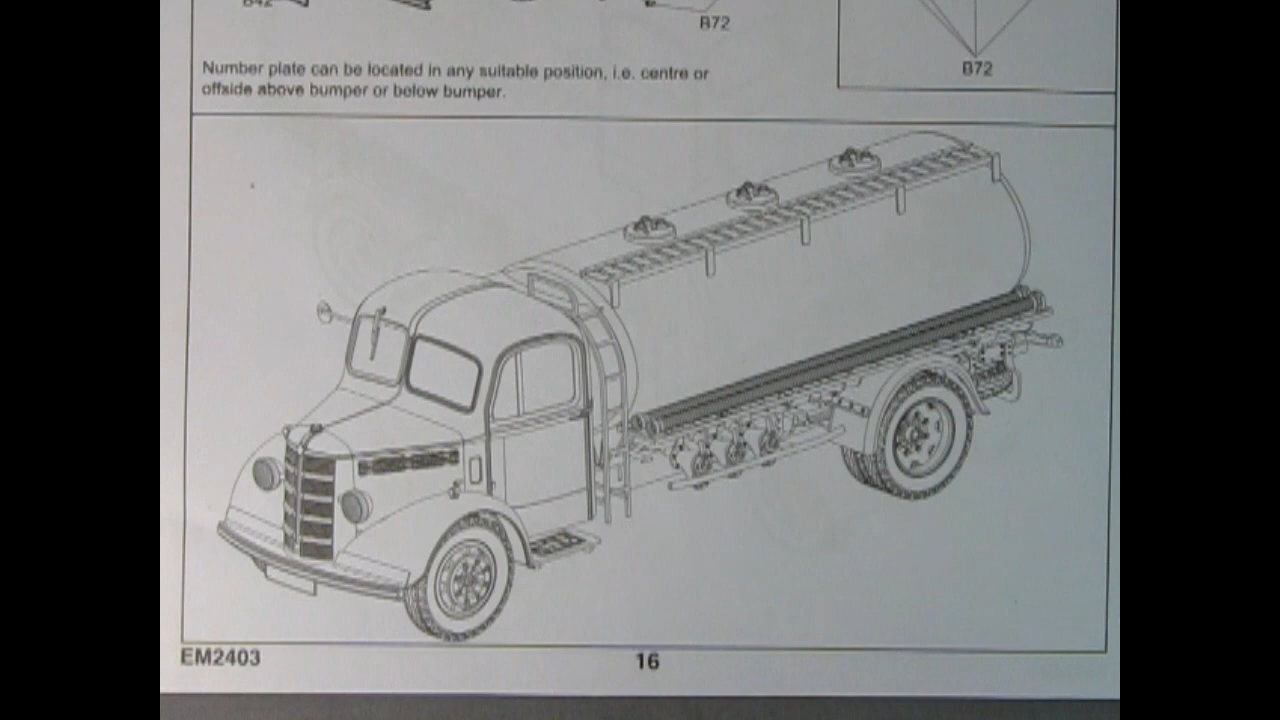 B42
B72
B72
Number plate can be located in any suitable position, i.e. centre or
offside above bumper or below bumper.
EM2403
16